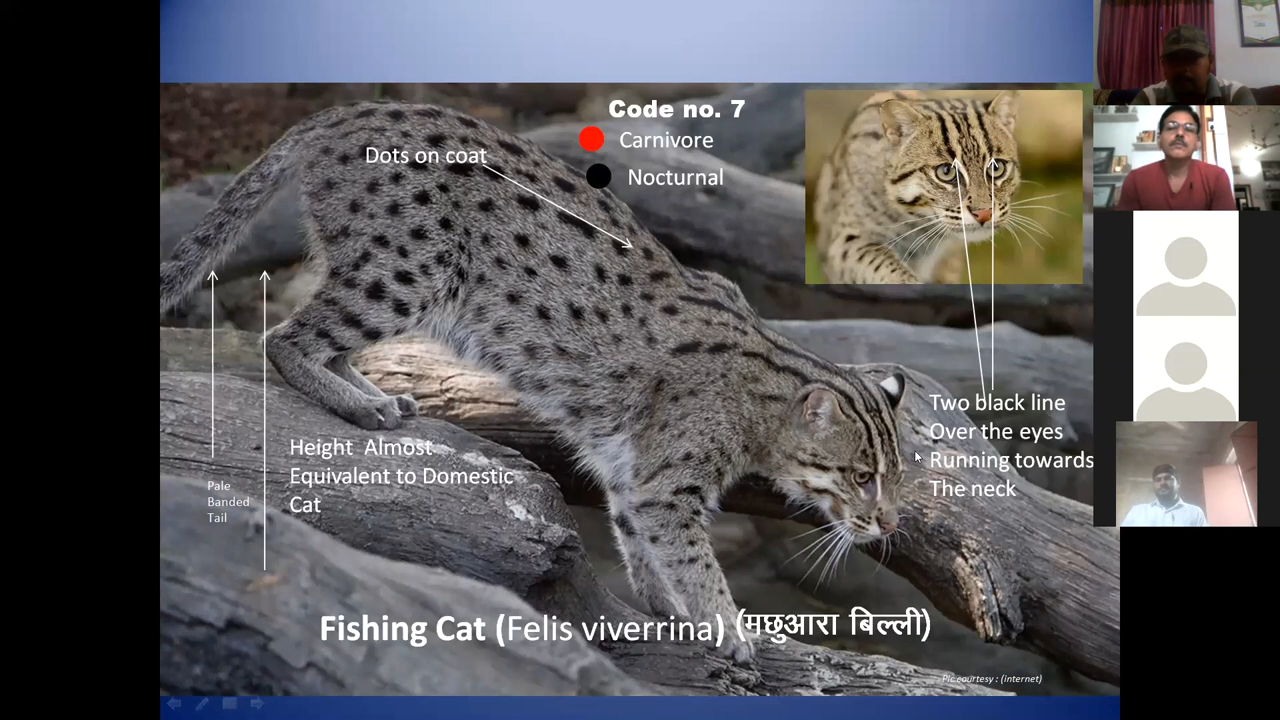 Code no. 7
Carnivore
Nocturnal
Dots on coat
Two black line
Over the eyes
Running towards
The neck
Height Almost
Equivalent to Domestic
Cat
Pale
Banded
Tail
Fishing Cat (Felis viverrina) (मछुआरा बिल्ली)
Pic courtesy : (internet)